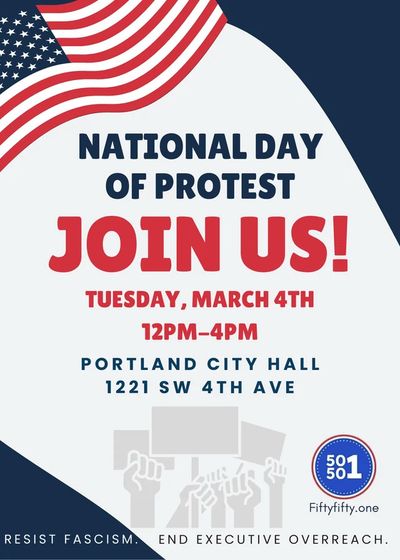 NATIONAL DAY
OF PROTEST
JOIN US!
TUESDAY, MARCH 4TH
12PM–4PM
PORTLAND CITY HALL
1221 SW 4TH AVE
50
50
1
Fiftyfifty.one
RESIST FASCISM. END EXECUTIVE OVERREACH.